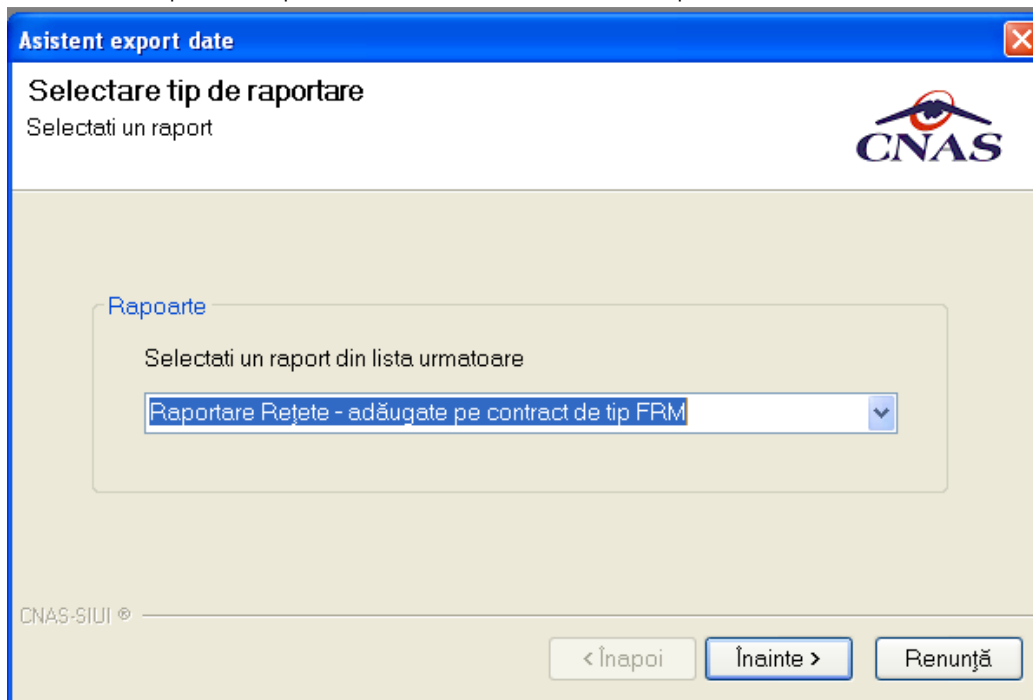 Asistent export date
Selectare tip de raportare
Selectati un raport
CNAS
Rapoarte
Selectati un raport din lista urmatoare
Raportare Reţete - adăugate pe contract de tip FRM
CNAS-SIUI ®
< Înapoi
Înainte >
Renunţă